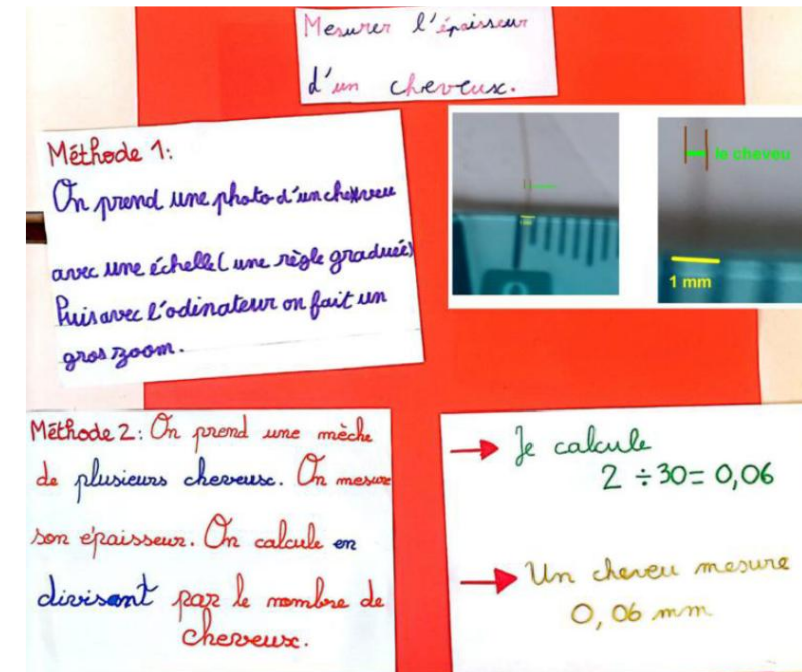 Mesurer l'épaisseur
d'un cheveux.
Méthode 1:
On prend une photo d'un cheveu
avec une échelle (une règle graduée)
Puis avec l'odinateur on fait un
gros zoom.
le cheveu
1 mm
0
Méthode 2: On prend une mèche
de plusieurs cheveux. On mesure
son épaisseur. On calcule en
divisant par le nombre de
cheveux.
→ Je calcule
2 ÷ 30 = 0,06
→ Un cheveu mesure
0,06 mm